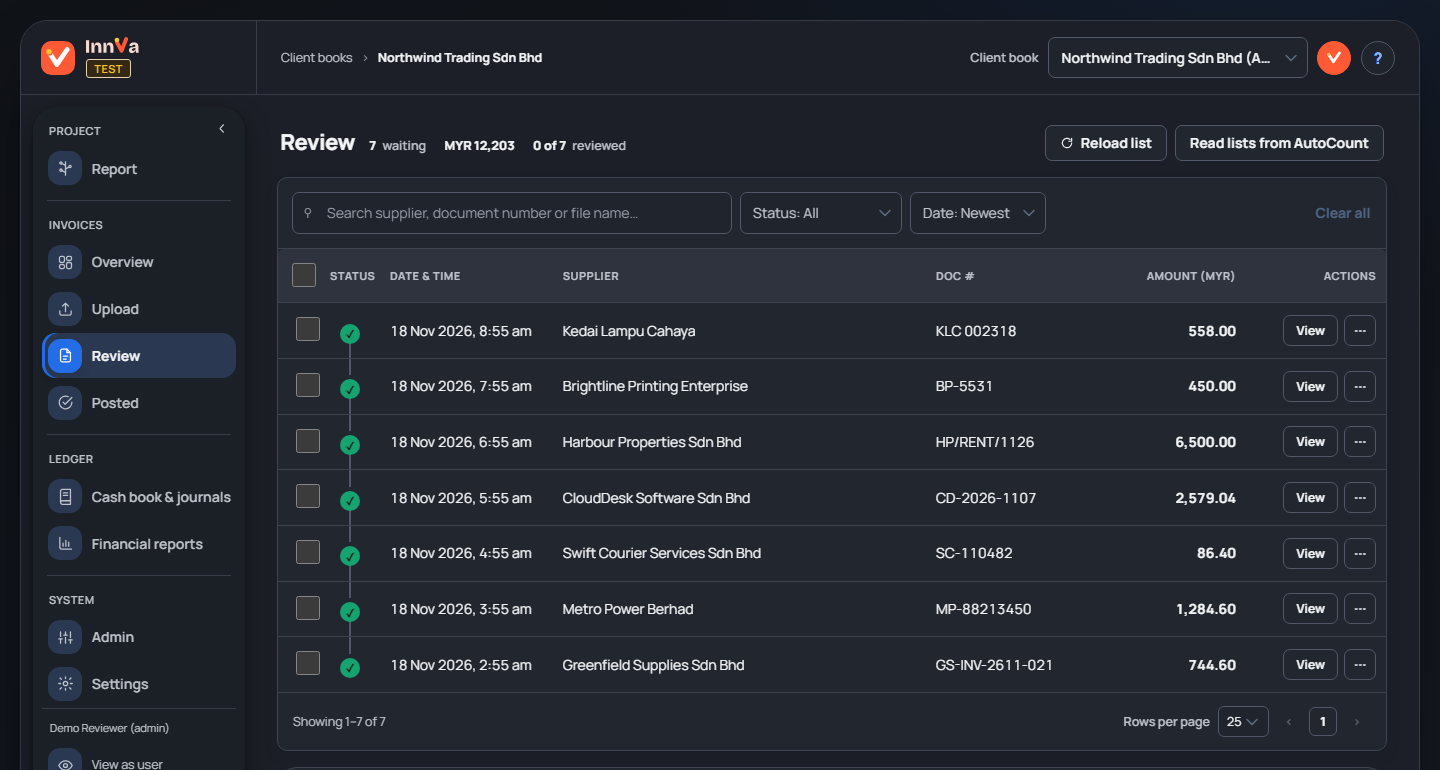 InnVa
TEST
Client books › Northwind Trading Sdn Bhd
Client book
Northwind Trading Sdn Bhd (A...
?
PROJECT
Report
INVOICES
Overview
Upload
Review
Posted
LEDGER
Cash book & journals
Financial reports
SYSTEM
Admin
Settings
Demo Reviewer (admin)
View as user
Review 7 waiting MYR 12,203 0 of 7 reviewed
Reload list
Read lists from AutoCount
Search supplier, document number or file name...
Status: All
Date: Newest
Clear all
STATUS DATE & TIME SUPPLIER DOC # AMOUNT (MYR) ACTIONS
18 Nov 2026, 8:55 am Kedai Lampu Cahaya KLC 002318 558.00 View ...
18 Nov 2026, 7:55 am Brightline Printing Enterprise BP-5531 450.00 View ...
18 Nov 2026, 6:55 am Harbour Properties Sdn Bhd HP/RENT/1126 6,500.00 View ...
18 Nov 2026, 5:55 am CloudDesk Software Sdn Bhd CD-2026-1107 2,579.04 View ...
18 Nov 2026, 4:55 am Swift Courier Services Sdn Bhd SC-110482 86.40 View ...
18 Nov 2026, 3:55 am Metro Power Berhad MP-88213450 1,284.60 View ...
18 Nov 2026, 2:55 am Greenfield Supplies Sdn Bhd GS-INV-2611-021 744.60 View ...
Showing 1–7 of 7
Rows per page 25 ‹ 1 ›